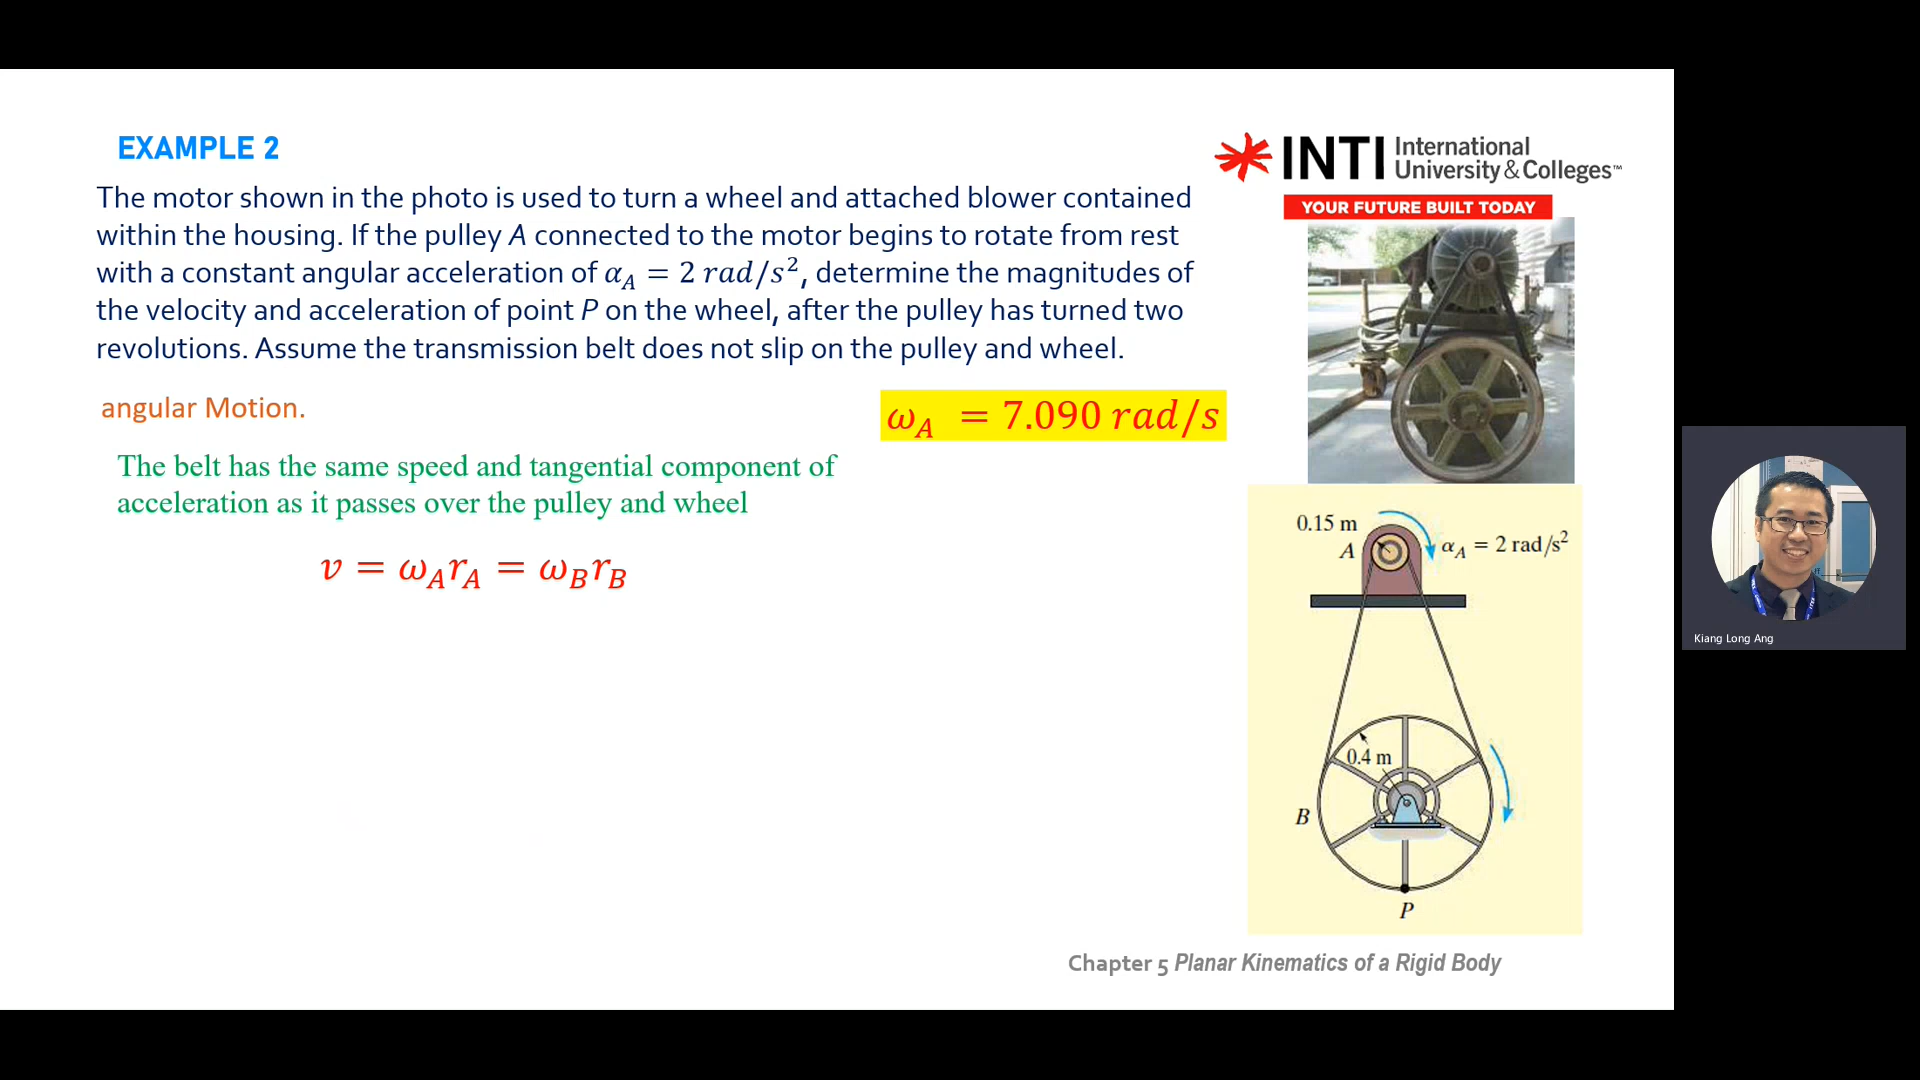 EXAMPLE 2
INTI International
University & Colleges™
YOUR FUTURE BUILT TODAY
The motor shown in the photo is used to turn a wheel and attached blower contained
within the housing. If the pulley A connected to the motor begins to rotate from rest
with a constant angular acceleration of α_A = 2 rad/s², determine the magnitudes of
the velocity and acceleration of point P on the wheel, after the pulley has turned two
revolutions. Assume the transmission belt does not slip on the pulley and wheel.
angular Motion.
ω_A = 7.090 rad/s
The belt has the same speed and tangential component of
acceleration as it passes over the pulley and wheel
v = ω_A r_A = ω_B r_B
0.15 m
A
α_A = 2 rad/s²
0.4 m
B
P
Kiang Long Ang
Chapter 5 Planar Kinematics of a Rigid Body